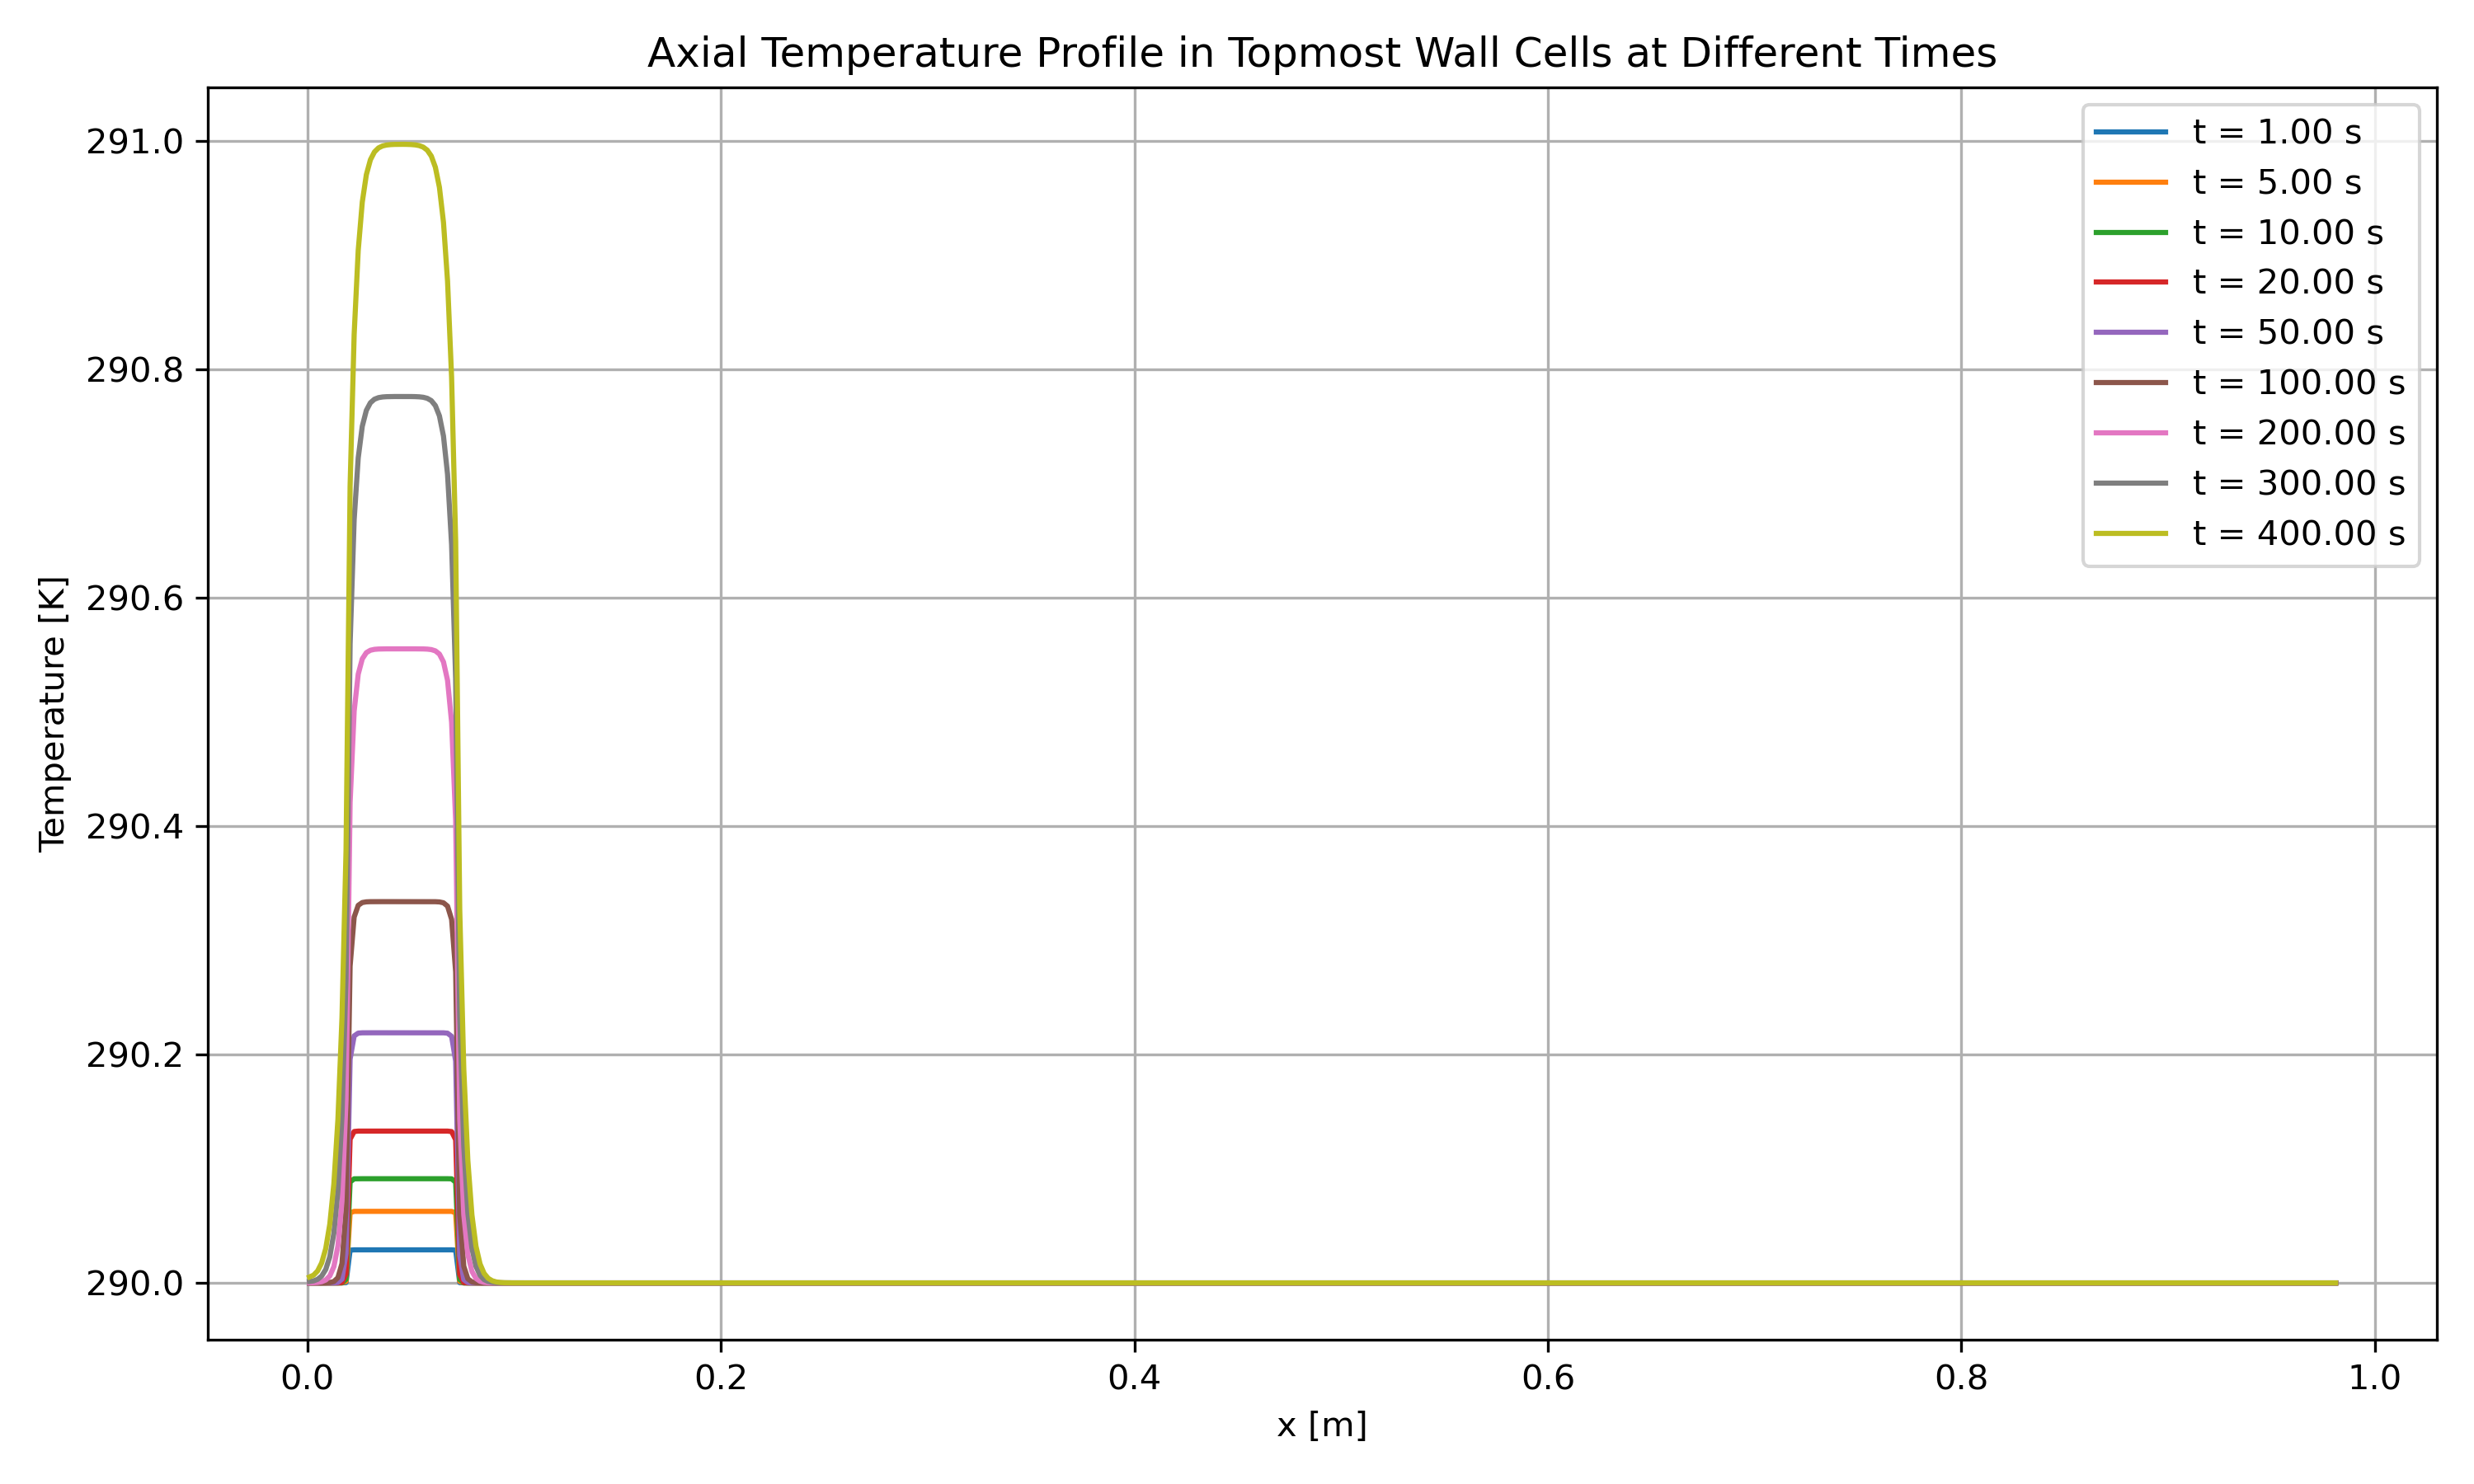 Axial Temperature Profile in Topmost Wall Cells at Different Times
Temperature [K]
291.0
290.8
290.6
290.4
290.2
290.0
t = 1.00 s
t = 5.00 s
t = 10.00 s
t = 20.00 s
t = 50.00 s
t = 100.00 s
t = 200.00 s
t = 300.00 s
t = 400.00 s
0.0 0.2 0.4 0.6 0.8 1.0
x [m]